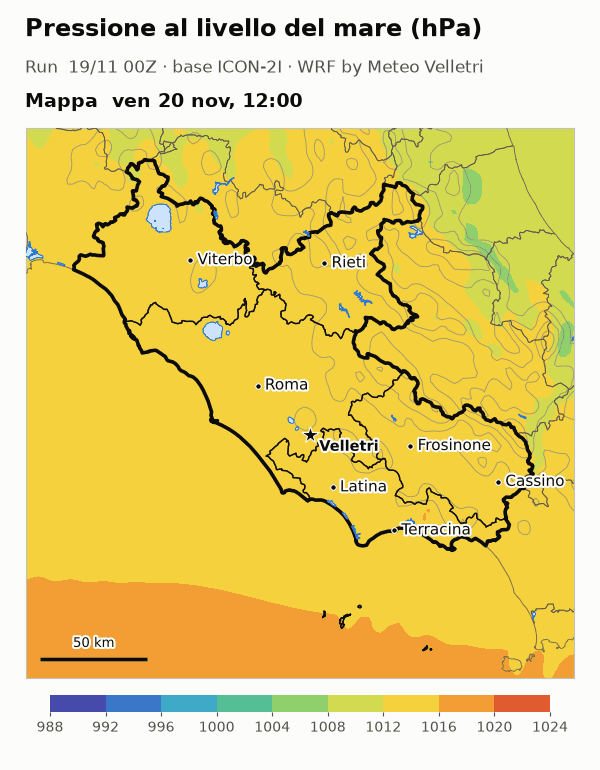 Pressione al livello del mare (hPa)
Run  19/11 00Z · base ICON-2I · WRF by Meteo Velletri
Mappa  ven 20 nov, 12:00
Viterbo
Rieti
Roma
Velletri
Frosinone
Latina
Cassino
Terracina
50 km
988 992 996 1000 1004 1008 1012 1016 1020 1024